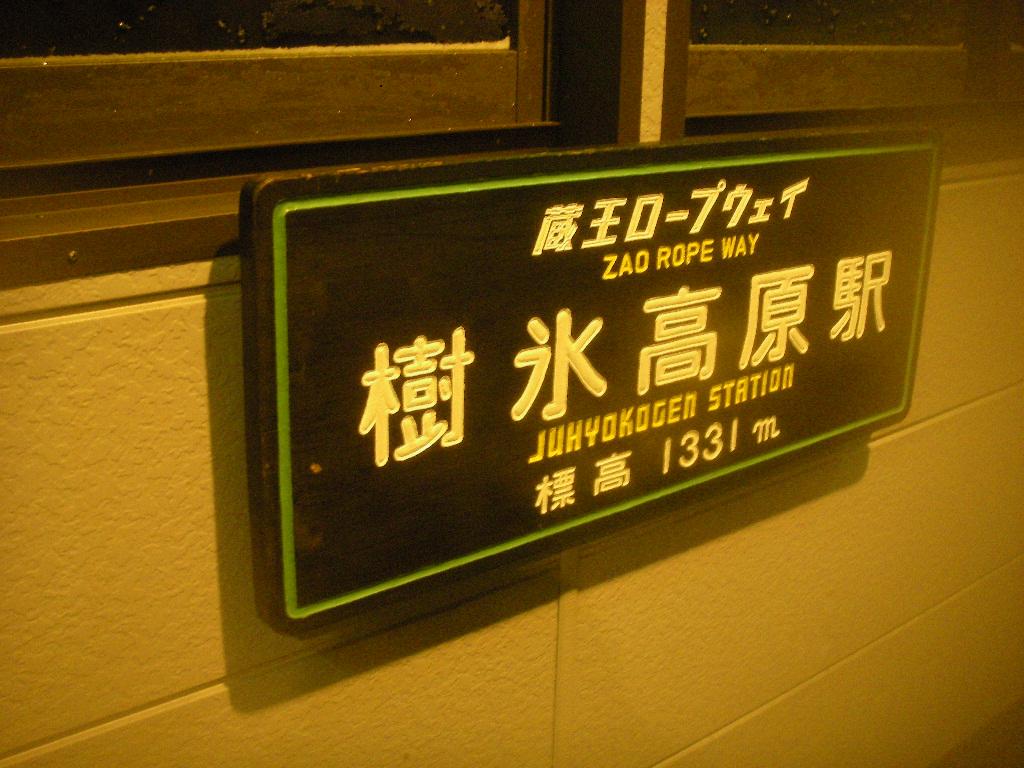 蔵王ロープウェイ
ZAO ROPE WAY
樹氷高原駅
JUHYOKOGEN STATION
標高 1331m